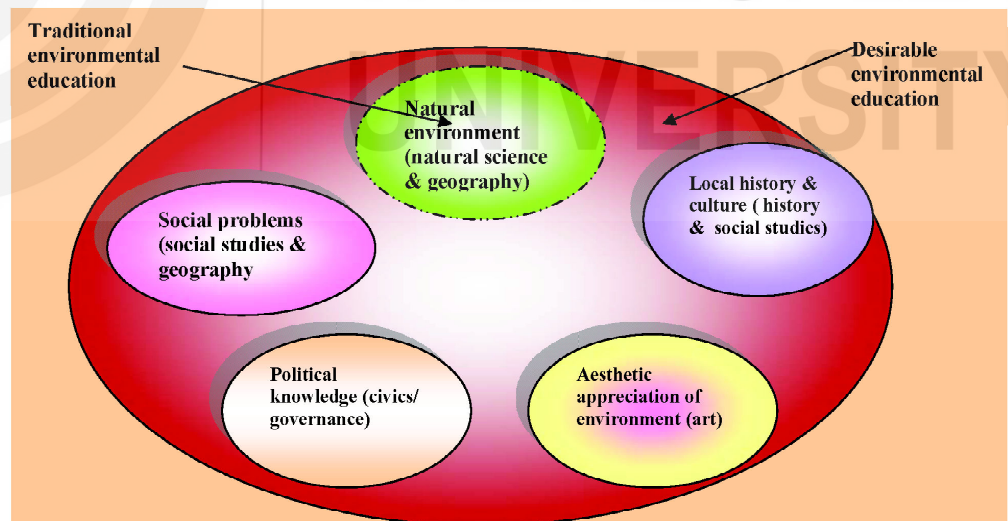 UNIVERSITY
Traditional
environmental
education
Desirable
environmental
education
Natural
environment
(natural science
& geography)
Local history &
culture ( history
& social studics)
Social problems
(social studies &
geography
Political
knowledge (civics/
governance)
Aesthetic
appreciation of
environment (art)